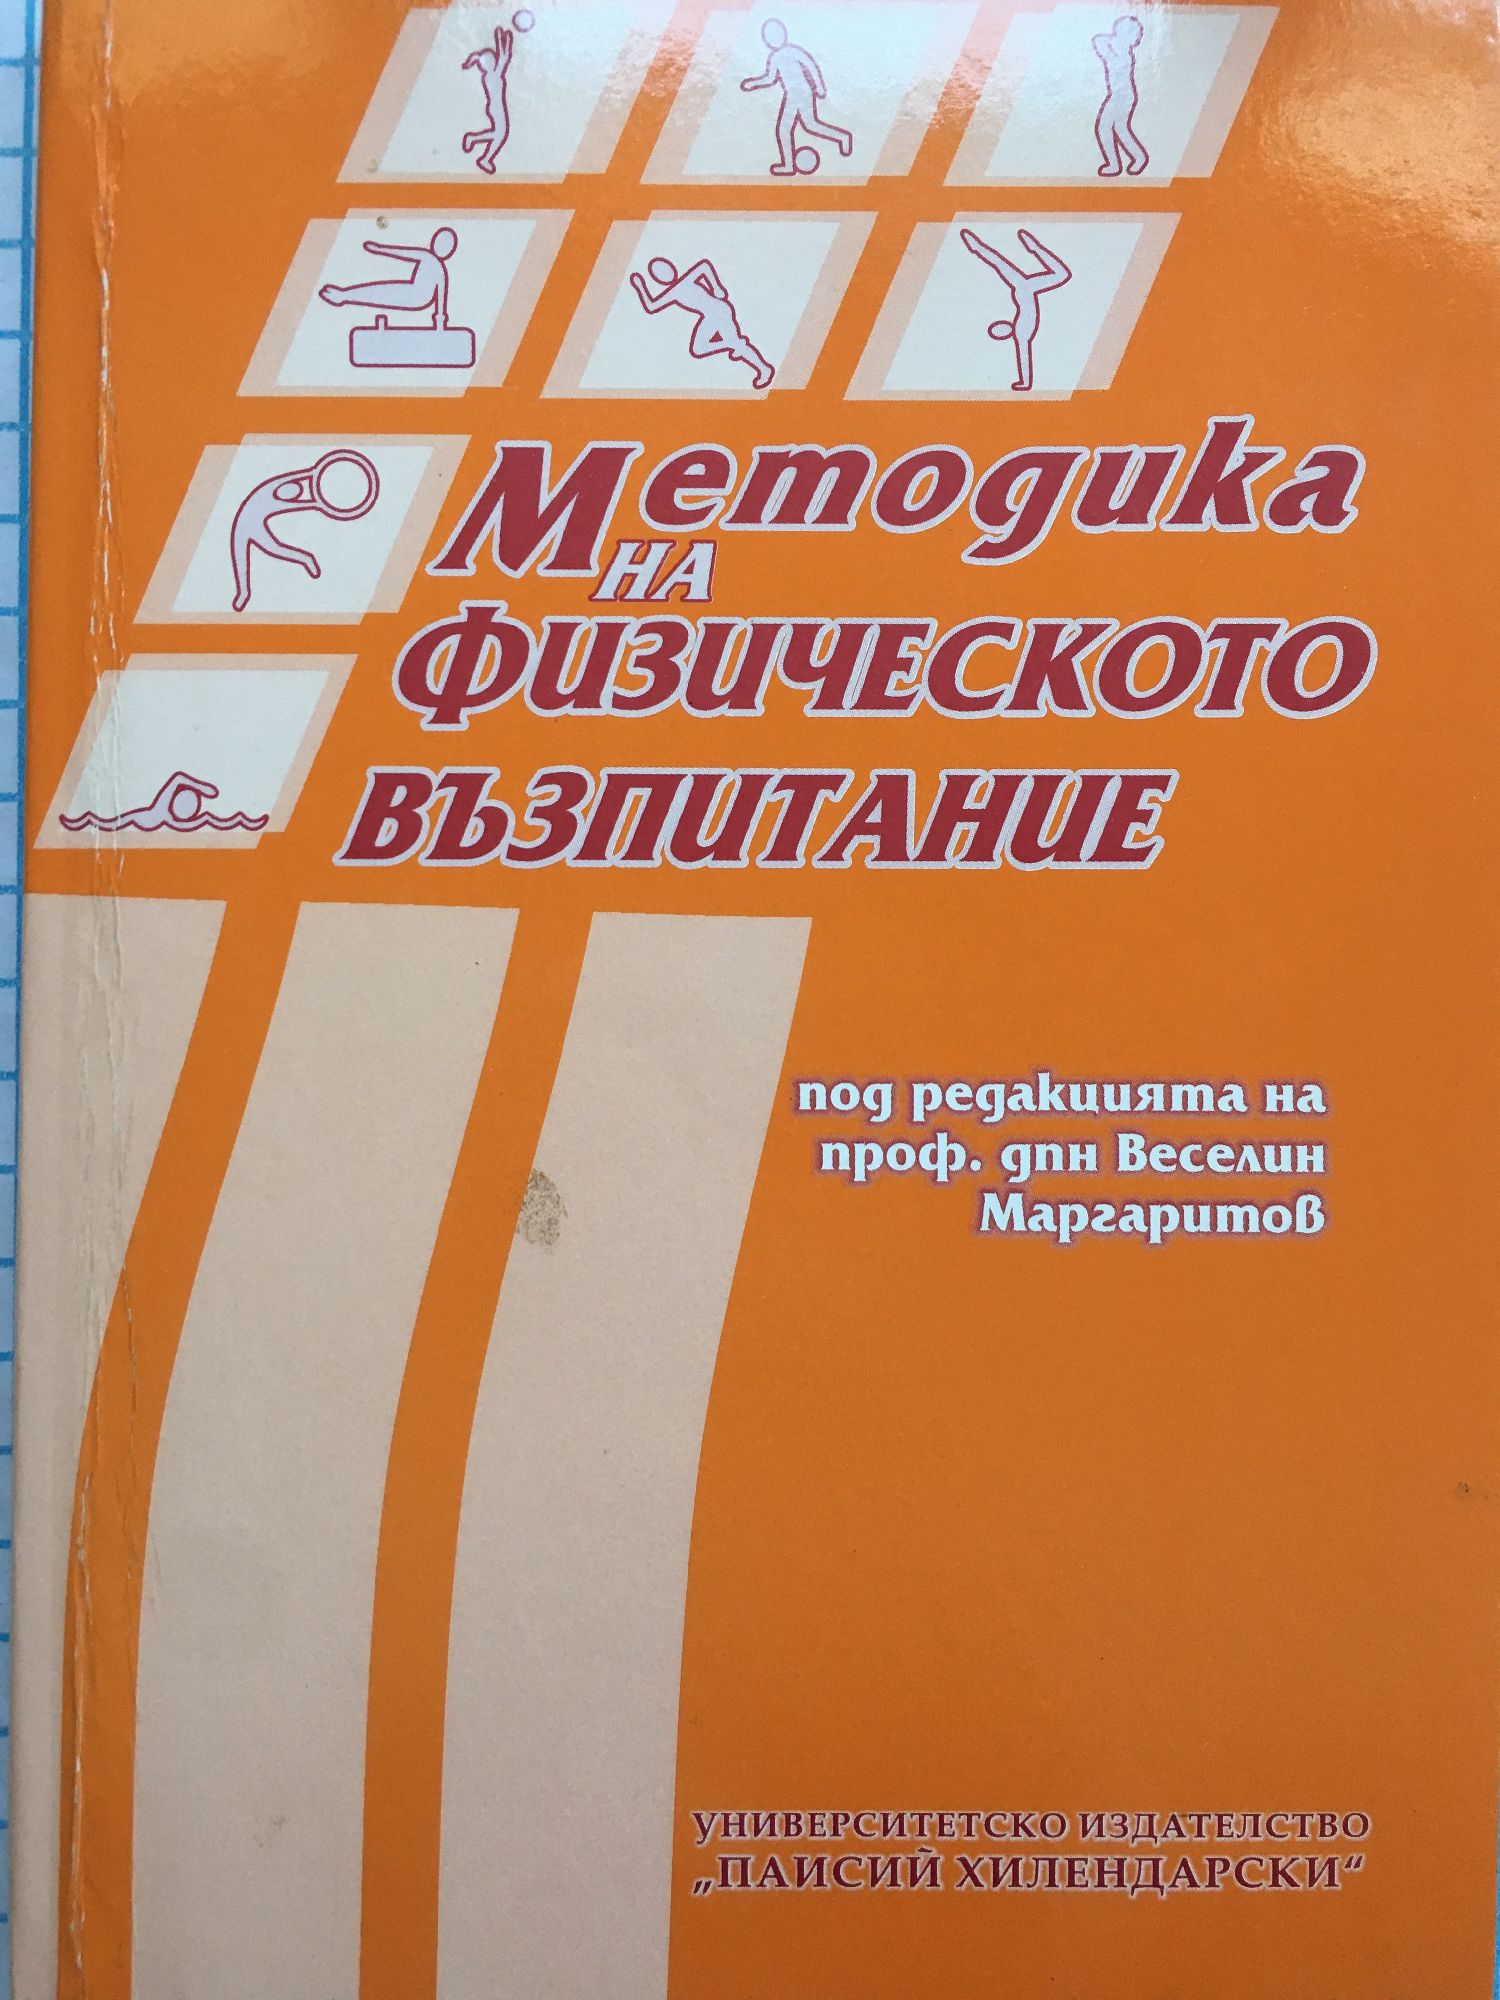 Методика
НА
ФИЗИЧЕСКОТО
ВЪЗПИТАНИЕ
под редакцията на
проф. дпн Веселин
Маргаритов
УНИВЕРСИТЕТСКО ИЗДАТЕЛСТВО
„ПАИСИЙ ХИЛЕНДАРСКИ“